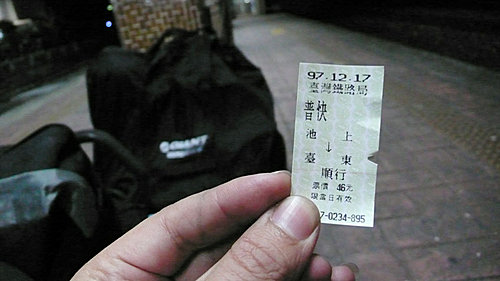 97.12.17
臺灣鐵路局
普快
池上
↓
臺東
順行
票價 46元
限當日有效
7-0234-895
GIANT